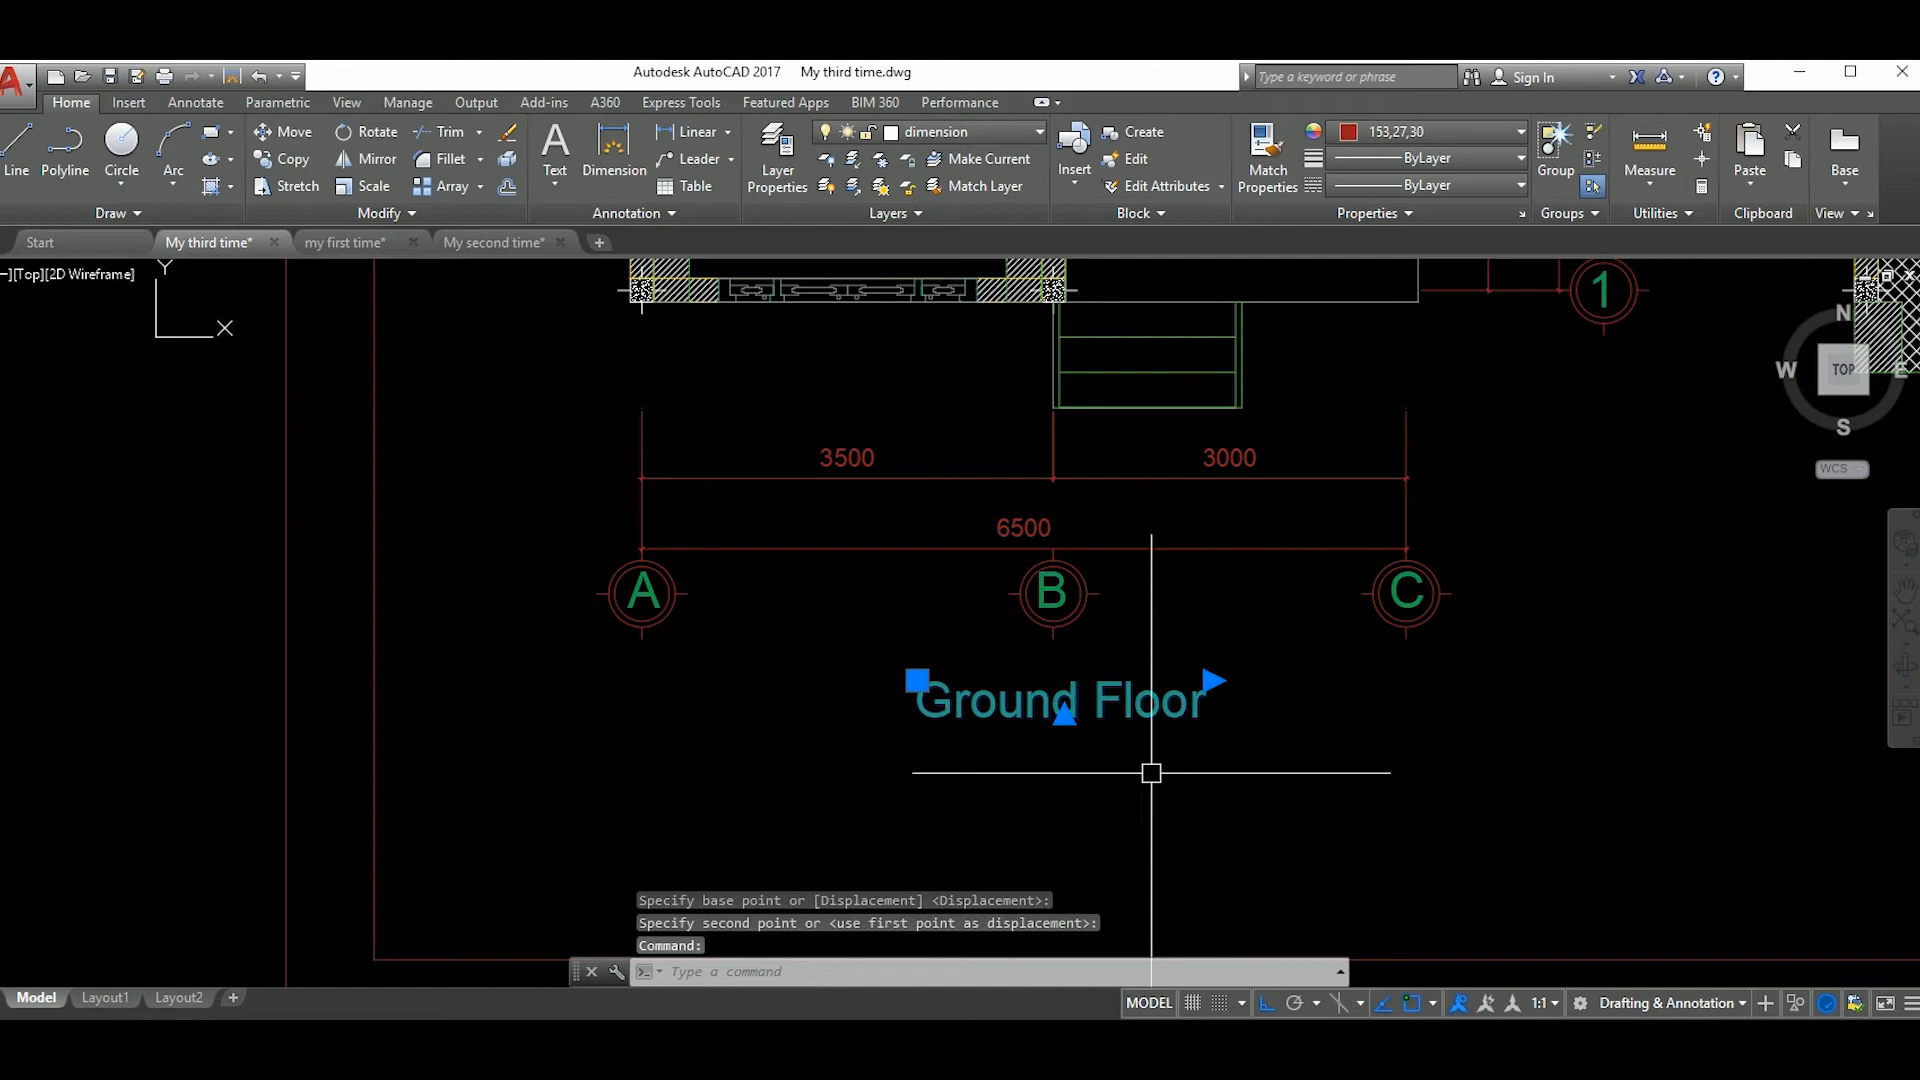 Autodesk AutoCAD 2017 My third time.dwg
Type a keyword or phrase
Sign In
Home Insert Annotate Parametric View Manage Output Add-ins A360 Express Tools Featured Apps BIM 360 Performance
Line
Polyline
Circle
Arc
Move Rotate Trim
Copy Mirror Fillet
Stretch Scale Array
Text
Dimension
Linear
Leader
Table
Layer Properties
dimension
Make Current
Match Layer
Insert
Create
Edit
Edit Attributes
Match Properties
153,27,30
ByLayer
ByLayer
Group
Measure
Paste
Base
Draw Modify Annotation Layers Block Properties Groups Utilities Clipboard View
Start My third time* my first time* My second time*
][Top][2D Wireframe]
Y
X
1
N
W TOP E
S
WCS
3500 3000
6500
A B C
Ground Floor
Specify base point or [Displacement] <Displacement>:
Specify second point or <use first point as displacement>:
Command:
Type a command
Model Layout1 Layout2
MODEL 1:1 Drafting & Annotation